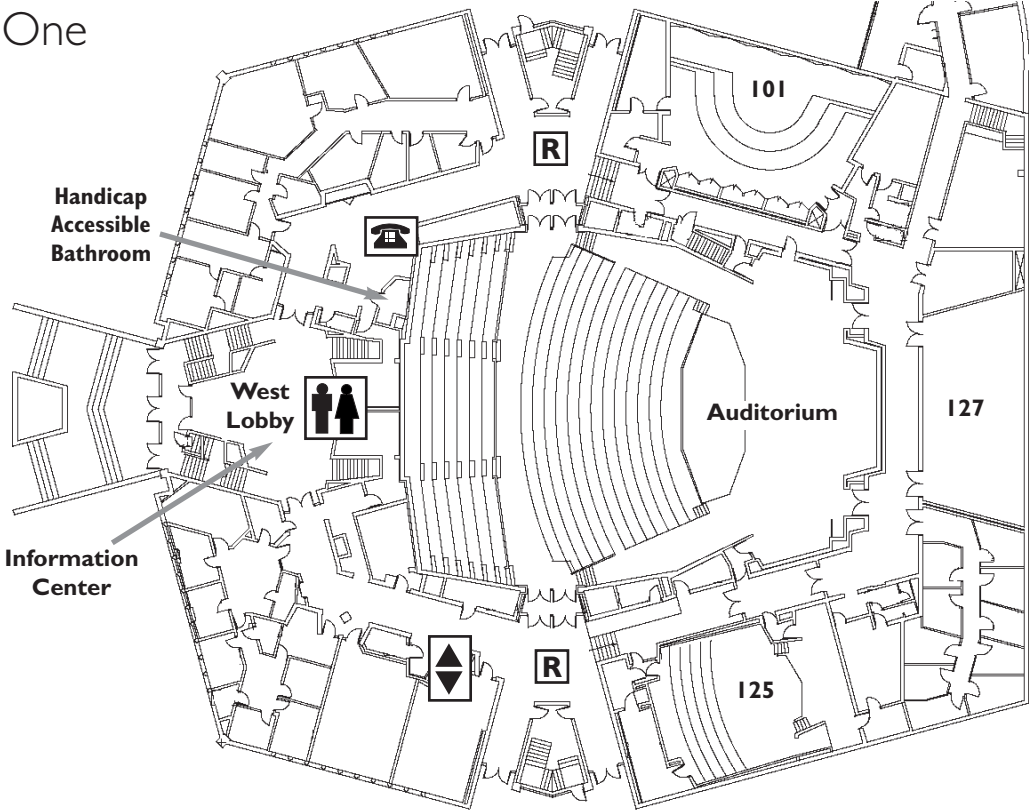 One
101
R
Handicap
Accessible
Bathroom
West
Lobby
Auditorium
127
Information
Center
R
125